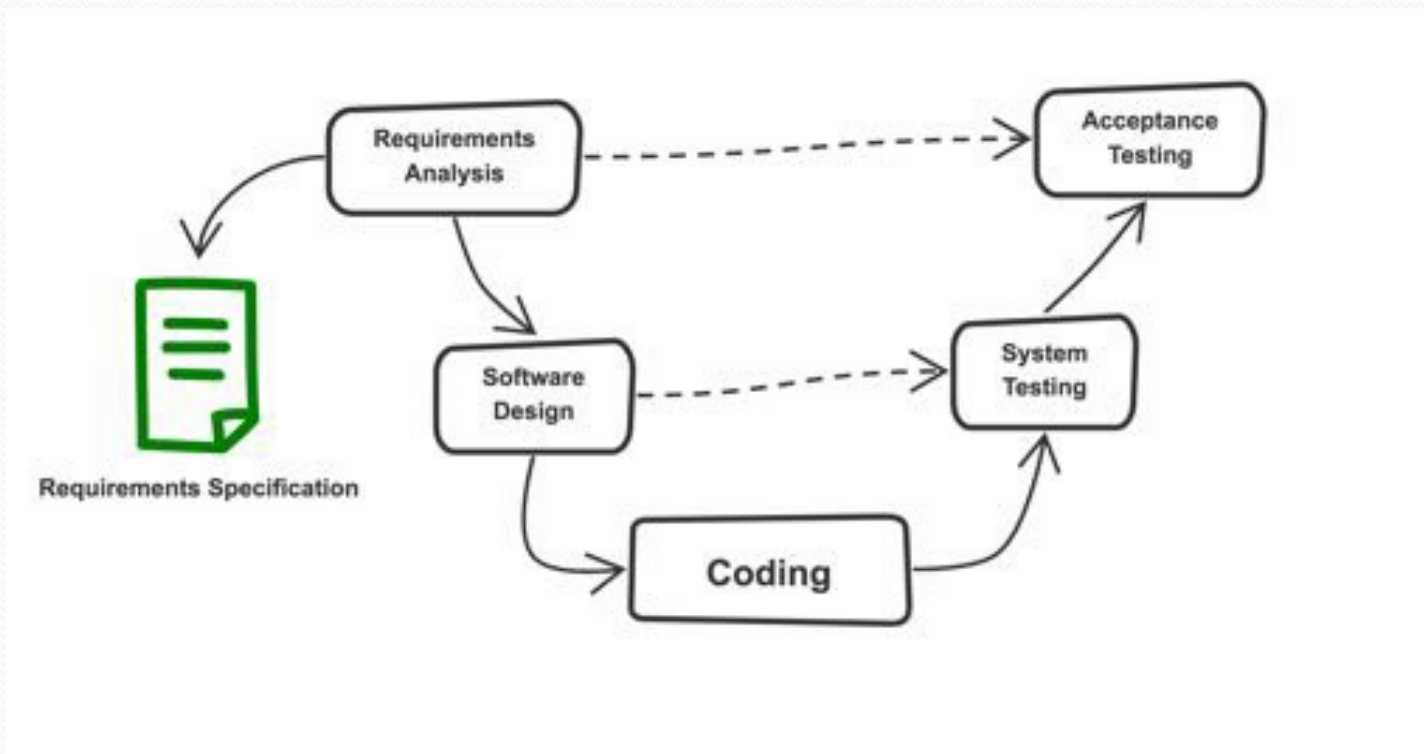 Requirements
Analysis
Acceptance
Testing
Software
Design
System
Testing
Requirements Specification
Coding